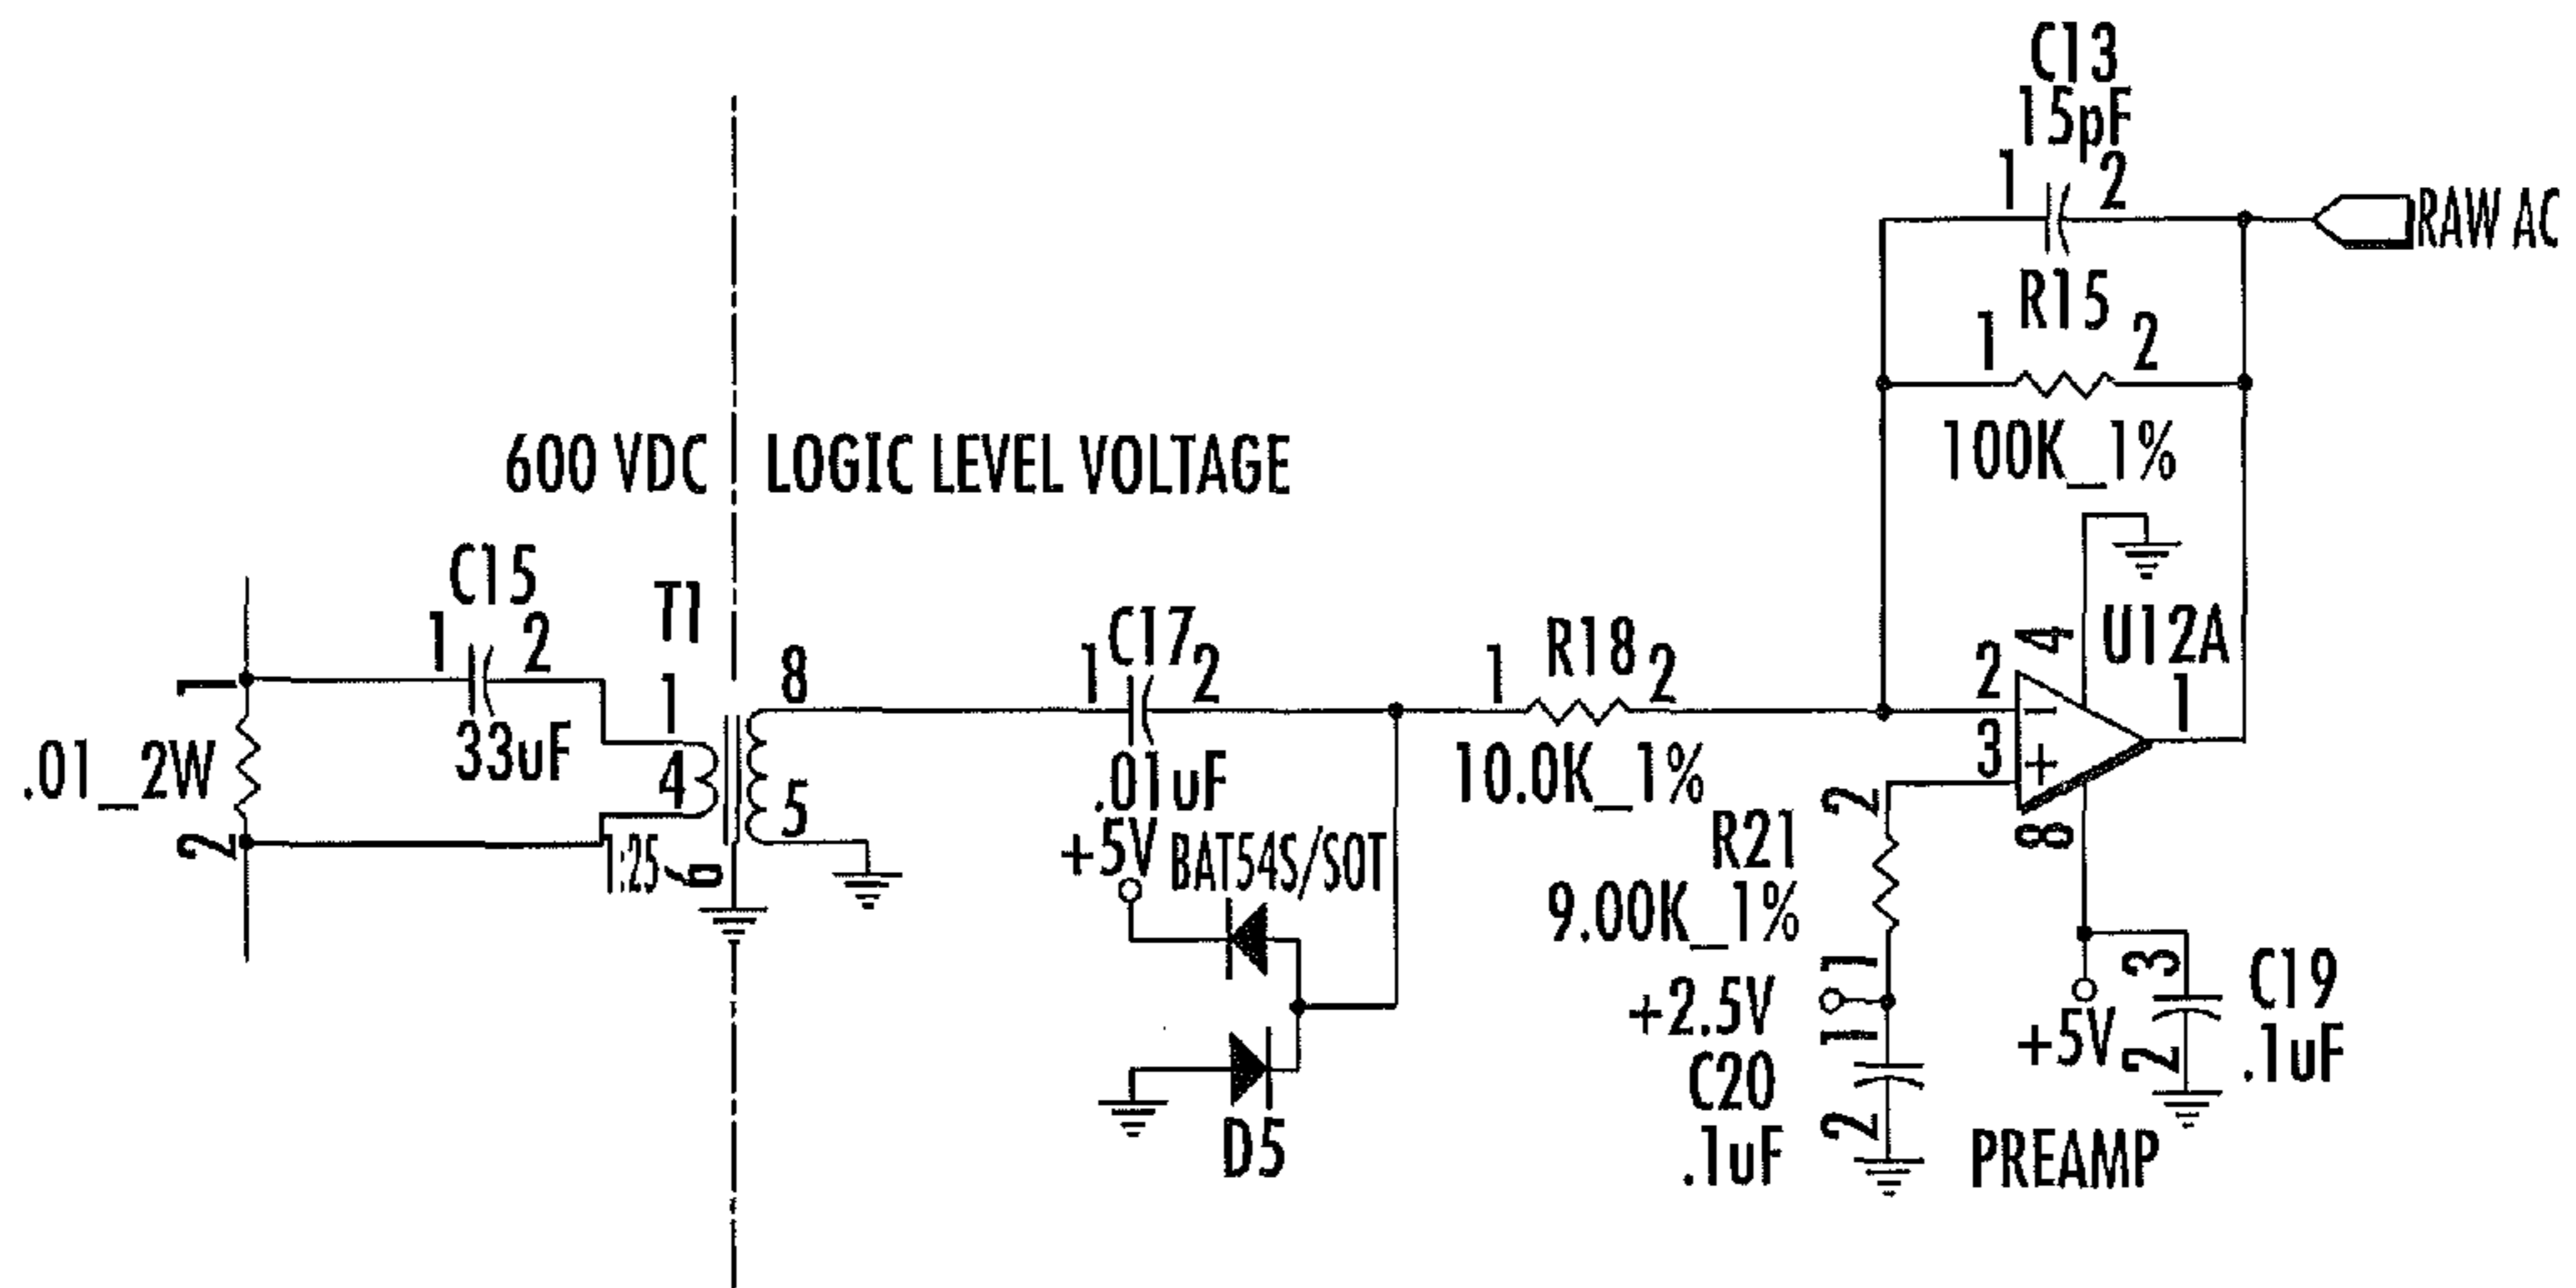 C13
15pF
1 2
RAW AC
R15
1 2
100K_1%
600 VDC LOGIC LEVEL VOLTAGE
C15
1 2
33uF
1
.01_2W
2
T1
1
4
1:25
6
8
5
C17
1 2
.01uF
R18
1 2
10.0K_1%
U12A
4
2
-
3
+
1
8
+5V
BAT54S/SOT
D5
2
R21
9.00K_1%
1
+2.5V
1
C20
.1uF
2
+5V
3
C19
.1uF
2
PREAMP